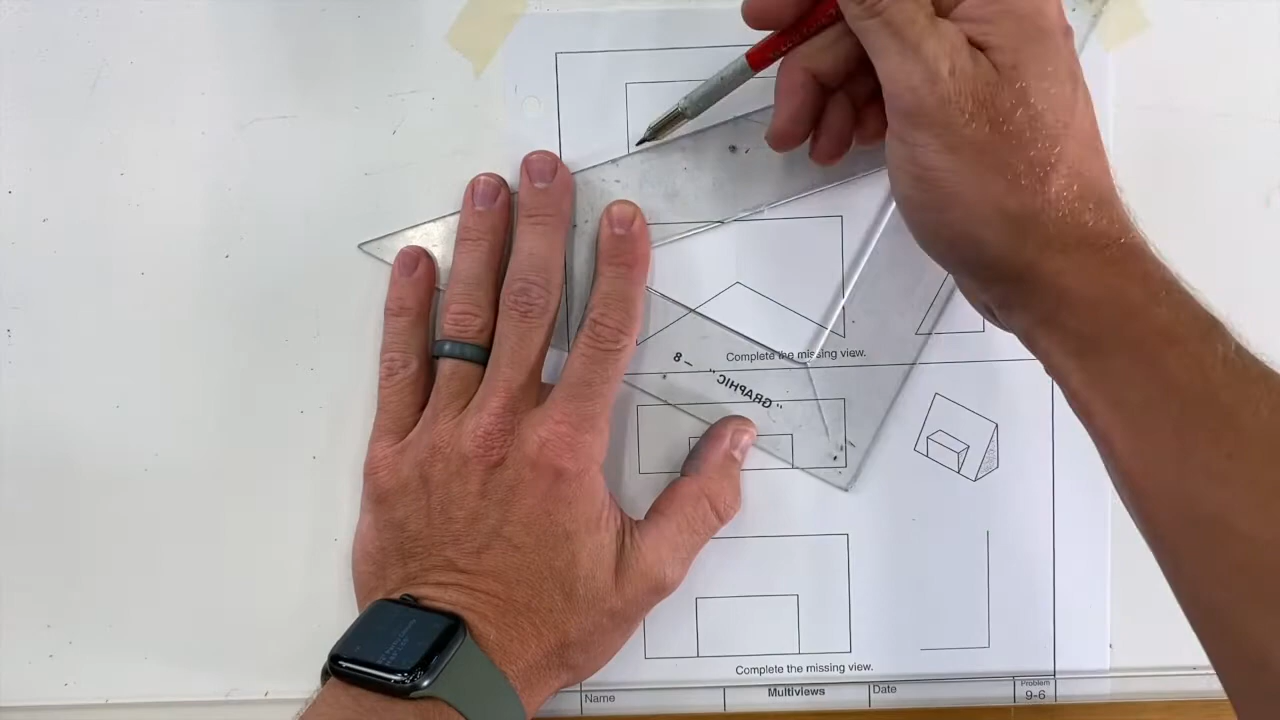 Complete the missing view.
"GRAPHIC" — 8
Complete the missing view.
Name
Multiviews
Date
Problem
9-6